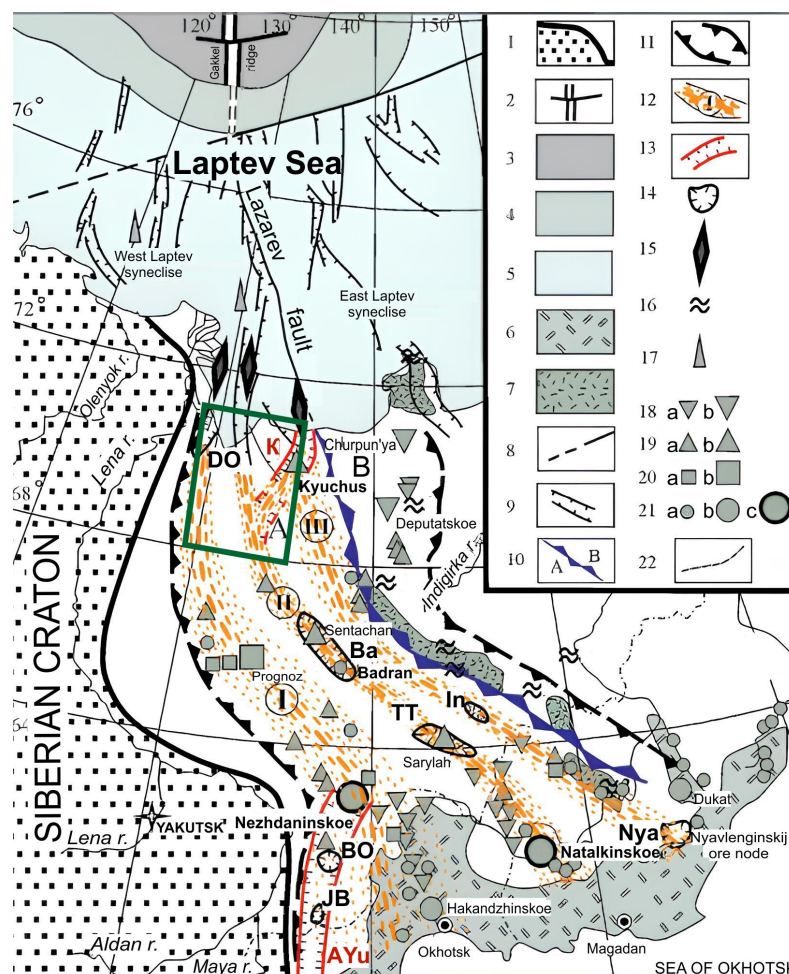 120°
130°
140°
150°
Gakkel
ridge
76°
Laptev Sea
Lazarev
fault
West Laptev
syneclise
East Laptev
syneclise
72°
Olenyok r.
Lena r.
68°
DO
K
Churpun'ya
B
Kyuchus
A
III
Deputatskoe
Indigirka r.
SIBERIAN CRATON
II
Sentachan
Ba
Badran
Prognoz
I
In
TT
Sarylah
64
YAKUTSK
Lena r.
Nezhdaninskoe
BO
JB
AYu
Aldan r.
Maya r.
Dukat
Nya
Nyavlenginskij
ore node
Natalkinskoe
Hakandzhinskoe
Okhotsk
Magadan
SEA OF OKHOTSK
1
2
3
4
5
6
7
8
9
10
A
B
11
12
1
13
14
15
16
17
18 a b
19 a b
20 a b
21 a b c
22